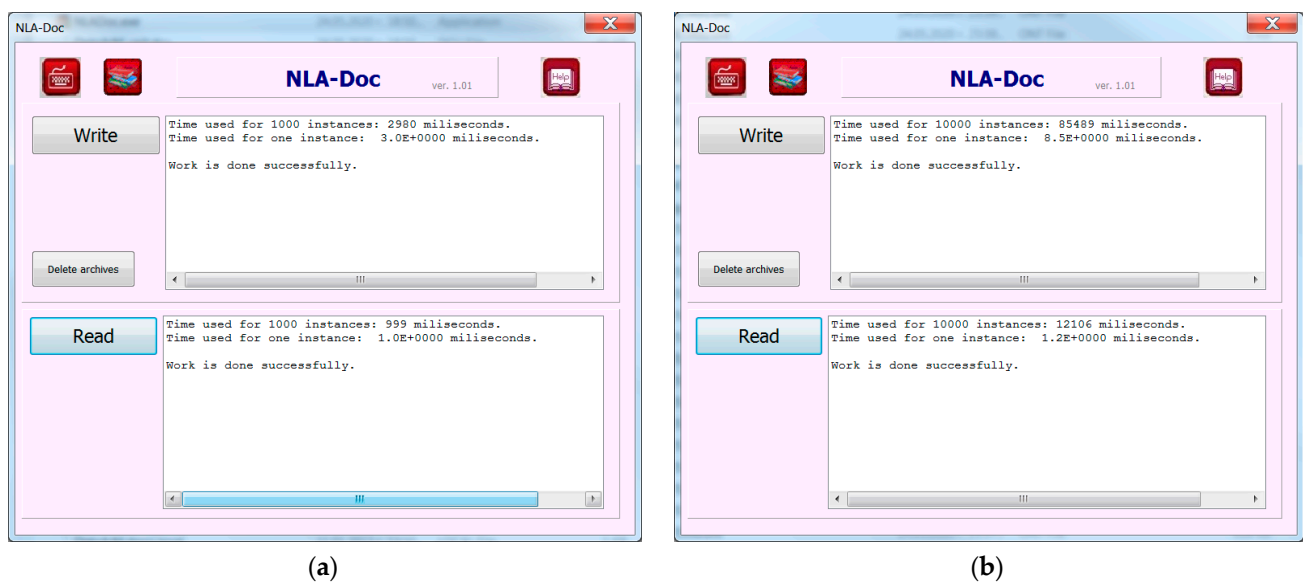 NLA-Doc
NLA-Doc
ver. 1.01
Help
Write
Time used for 1000 instances: 2980 miliseconds.
Time used for one instance:  3.0E+0000 miliseconds.
Work is done successfully.
Delete archives
Read
Time used for 1000 instances: 999 miliseconds.
Time used for one instance:  1.0E+0000 miliseconds.
Work is done successfully.
(a)
NLA-Doc
NLA-Doc
ver. 1.01
Help
Write
Time used for 10000 instances: 85489 miliseconds.
Time used for one instance:  8.5E+0000 miliseconds.
Work is done successfully.
Delete archives
Read
Time used for 10000 instances: 12106 miliseconds.
Time used for one instance:  1.2E+0000 miliseconds.
Work is done successfully.
(b)